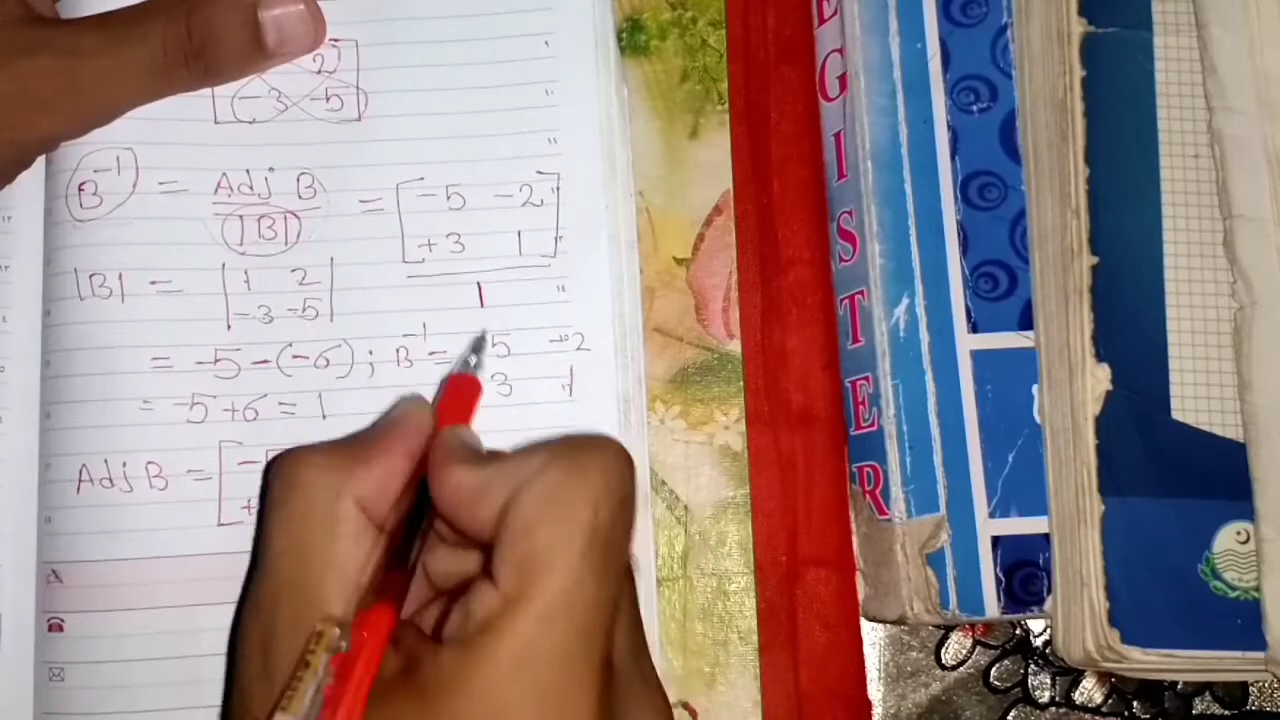 2
-3 -5
B⁻¹ = Adj B / |B| = [-5 -2
+3 1] / 1
|B| = |1 2
-3 -5|
= -5-(-6) ; B⁻¹ = -5 -2
3 1
= -5+6 = 1
Adj B = [-5
+
EGISTER